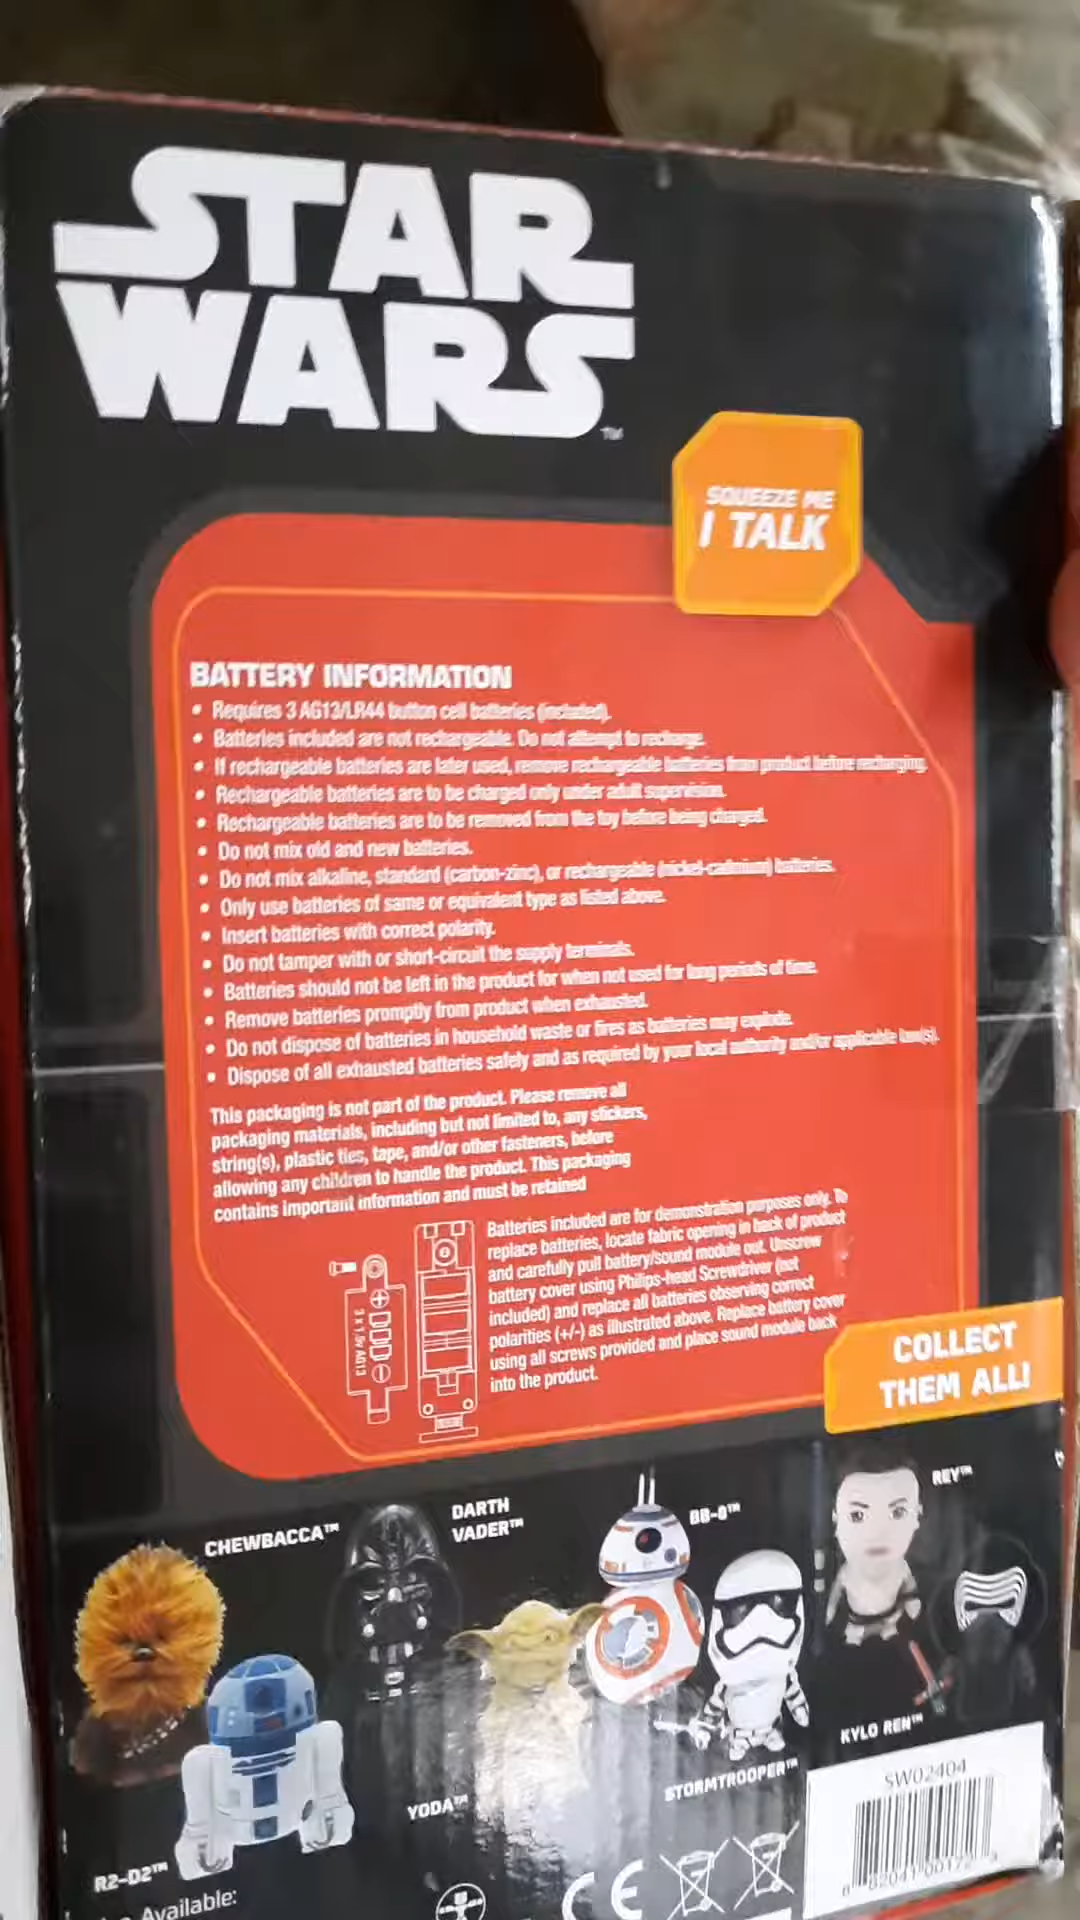 STAR
WARS
TM
SQUEEZE ME
I TALK
BATTERY INFORMATION
• Requires 3 AG13/LR44 button cell batteries (included).
• Batteries included are not rechargeable. Do not attempt to recharge.
• If rechargeable batteries are later used, remove rechargeable batteries from product before recharging.
• Rechargeable batteries are to be charged only under adult supervision.
• Rechargeable batteries are to be removed from the toy before being charged.
• Do not mix old and new batteries.
• Do not mix alkaline, standard (carbon-zinc), or rechargeable (nickel-cadmium) batteries.
• Only use batteries of same or equivalent type as listed above.
• Insert batteries with correct polarity.
• Do not tamper with or short-circuit the supply terminals.
• Batteries should not be left in the product for when not used for long periods of time.
• Remove batteries promptly from product when exhausted.
• Do not dispose of batteries in household waste or fires as batteries may explode.
• Dispose of all exhausted batteries safely and as required by your local authority and/or applicable law(s).
This packaging is not part of the product. Please remove all
packaging materials, including but not limited to, any stickers,
string(s), plastic ties, tape, and/or other fasteners, before
allowing any children to handle the product. This packaging
contains important information and must be retained
Batteries included are for demonstration purposes only. To
replace batteries, locate fabric opening in back of product
and carefully pull battery/sound module out. Unscrew
battery cover using Philips-head Screwdriver (not
included) and replace all batteries observing correct
polarities (+/-) as illustrated above. Replace battery cover
using all screws provided and place sound module back
into the product.
3 x 1.5v AG13
COLLECT
THEM ALL!
CHEWBACCA™
DARTH
VADER™
BB-8™
REY™
R2-D2™
YODA™
STORMTROOPER™
KYLO REN™
SW02404
Available:
CE